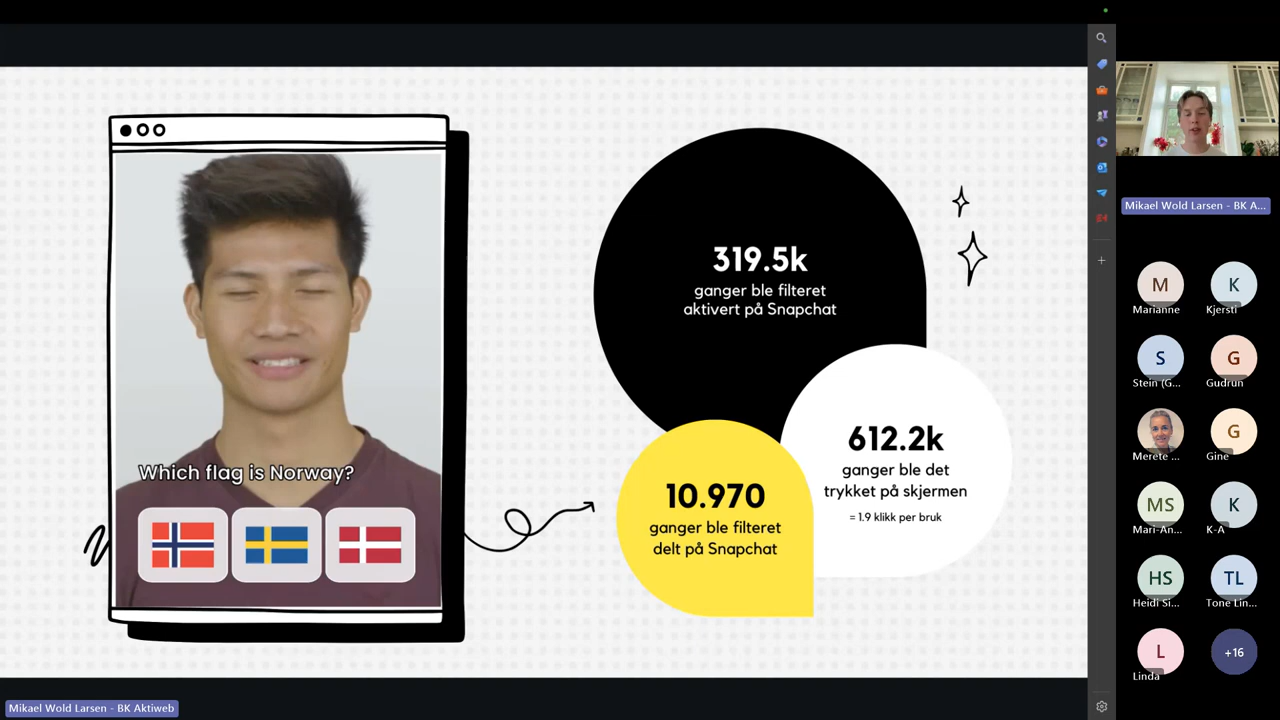 Which flag is Norway?
319.5k
ganger ble filteret
aktivert på Snapchat
612.2k
ganger ble det
trykket på skjermen
= 1.9 klikk per bruk
10.970
ganger ble filteret
delt på Snapchat
Mikael Wold Larsen - BK Aktiweb
Mikael Wold Larsen - BK A...
M
Marianne
K
Kjersti
S
Stein (G...
G
Gudrun
Merete ...
G
Gine
MS
Mari-An...
K
K-A
HS
Heidi Si...
TL
Tone Lin...
L
Linda
+16